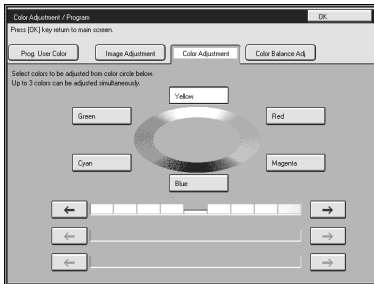 Color Adjustment / Program
OK
Press [OK] key return to main screen.
Prog. User Color
Image Adjustment
Color Adjustment
Color Balance Adj.
Select colors to be adjusted from color circle below.
Up to 3 colors can be adjusted simultaneously.
Yellow
Green
Red
Cyan
Magenta
Blue